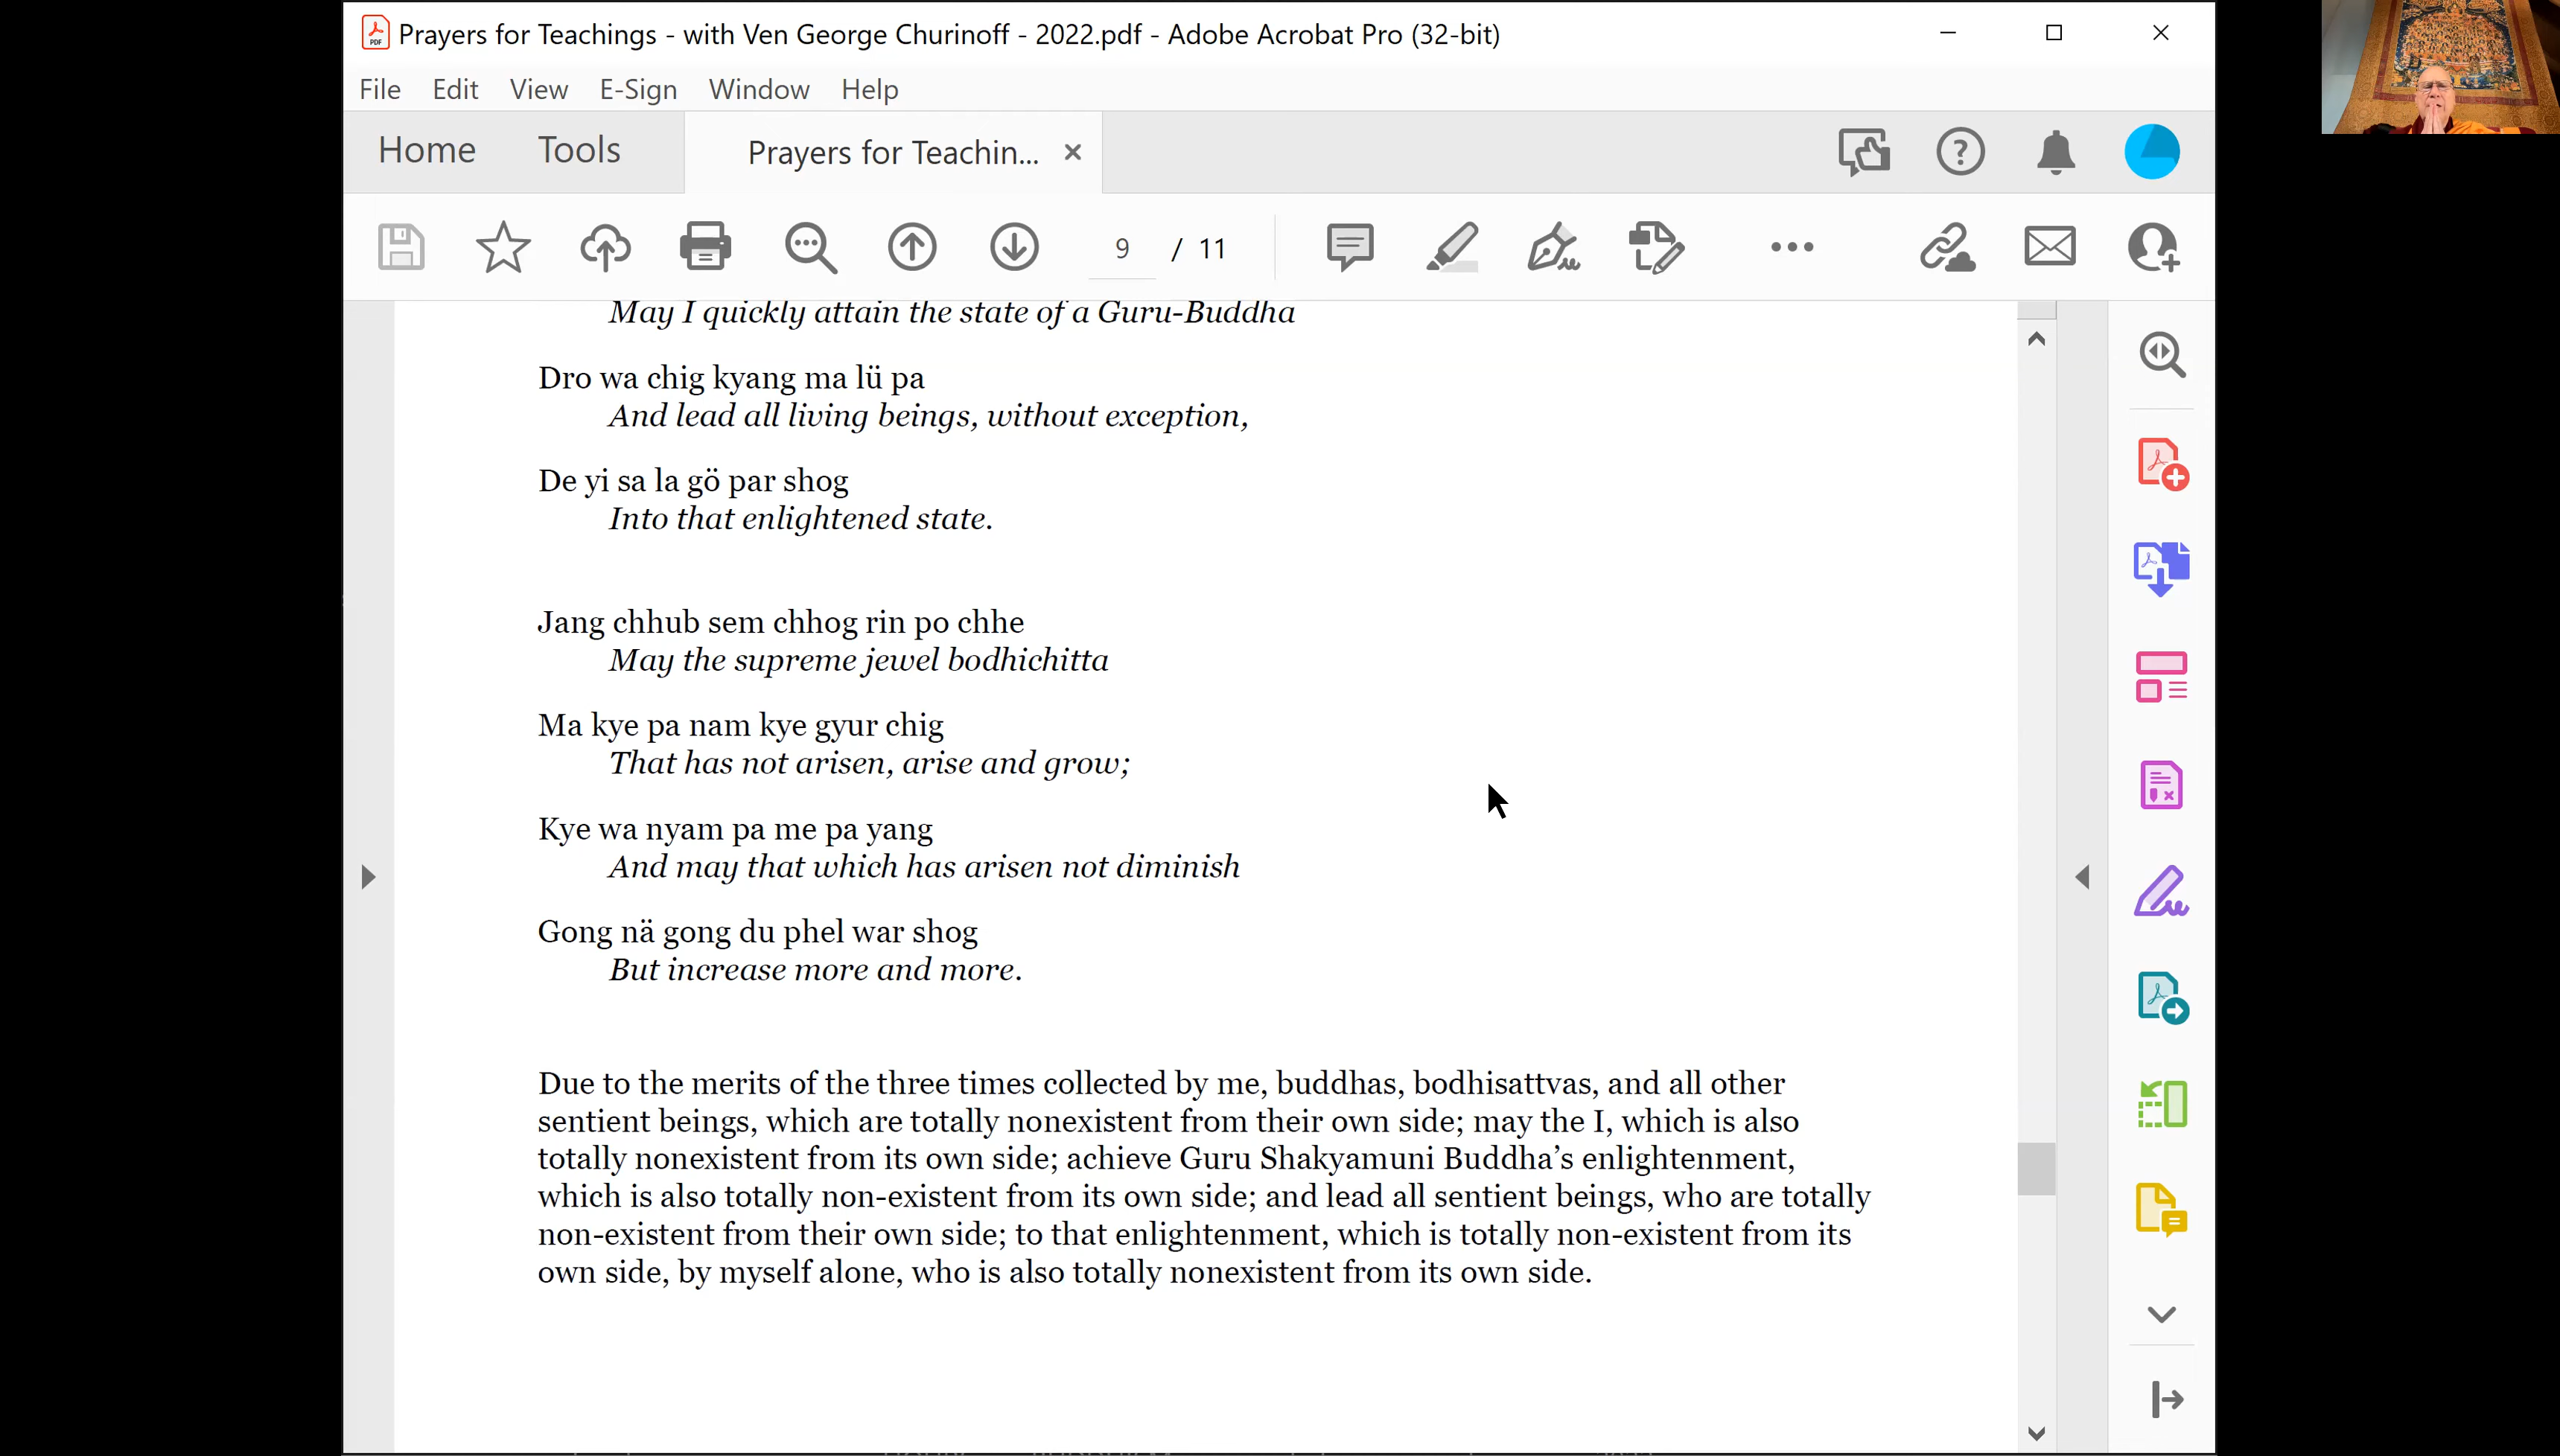 Prayers for Teachings - with Ven George Churinoff - 2022.pdf - Adobe Acrobat Pro (32-bit)
File Edit View E-Sign Window Help
Home Tools Prayers for Teachin... ×
9 / 11
May I quickly attain the state of a Guru-Buddha
Dro wa chig kyang ma lü pa
And lead all living beings, without exception,
De yi sa la gö par shog
Into that enlightened state.
Jang chhub sem chhog rin po chhe
May the supreme jewel bodhichitta
Ma kye pa nam kye gyur chig
That has not arisen, arise and grow;
Kye wa nyam pa me pa yang
And may that which has arisen not diminish
Gong nä gong du phel war shog
But increase more and more.
Due to the merits of the three times collected by me, buddhas, bodhisattvas, and all other
sentient beings, which are totally nonexistent from their own side; may the I, which is also
totally nonexistent from its own side; achieve Guru Shakyamuni Buddha’s enlightenment,
which is also totally non-existent from its own side; and lead all sentient beings, who are totally
non-existent from their own side; to that enlightenment, which is totally non-existent from its
own side, by myself alone, who is also totally nonexistent from its own side.